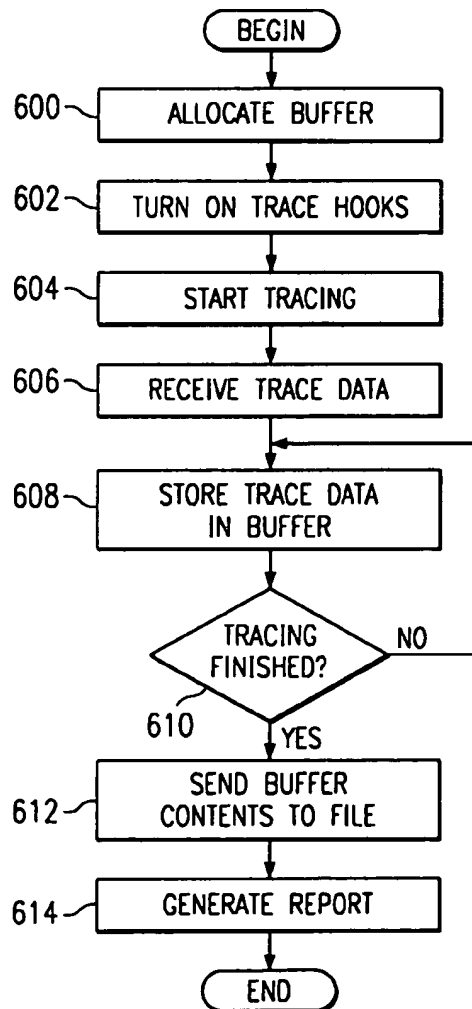 BEGIN
600
ALLOCATE BUFFER
602
TURN ON TRACE HOOKS
604
START TRACING
606
RECEIVE TRACE DATA
608
STORE TRACE DATA
IN BUFFER
TRACING
FINISHED?
NO
610
YES
612
SEND BUFFER
CONTENTS TO FILE
614
GENERATE REPORT
END